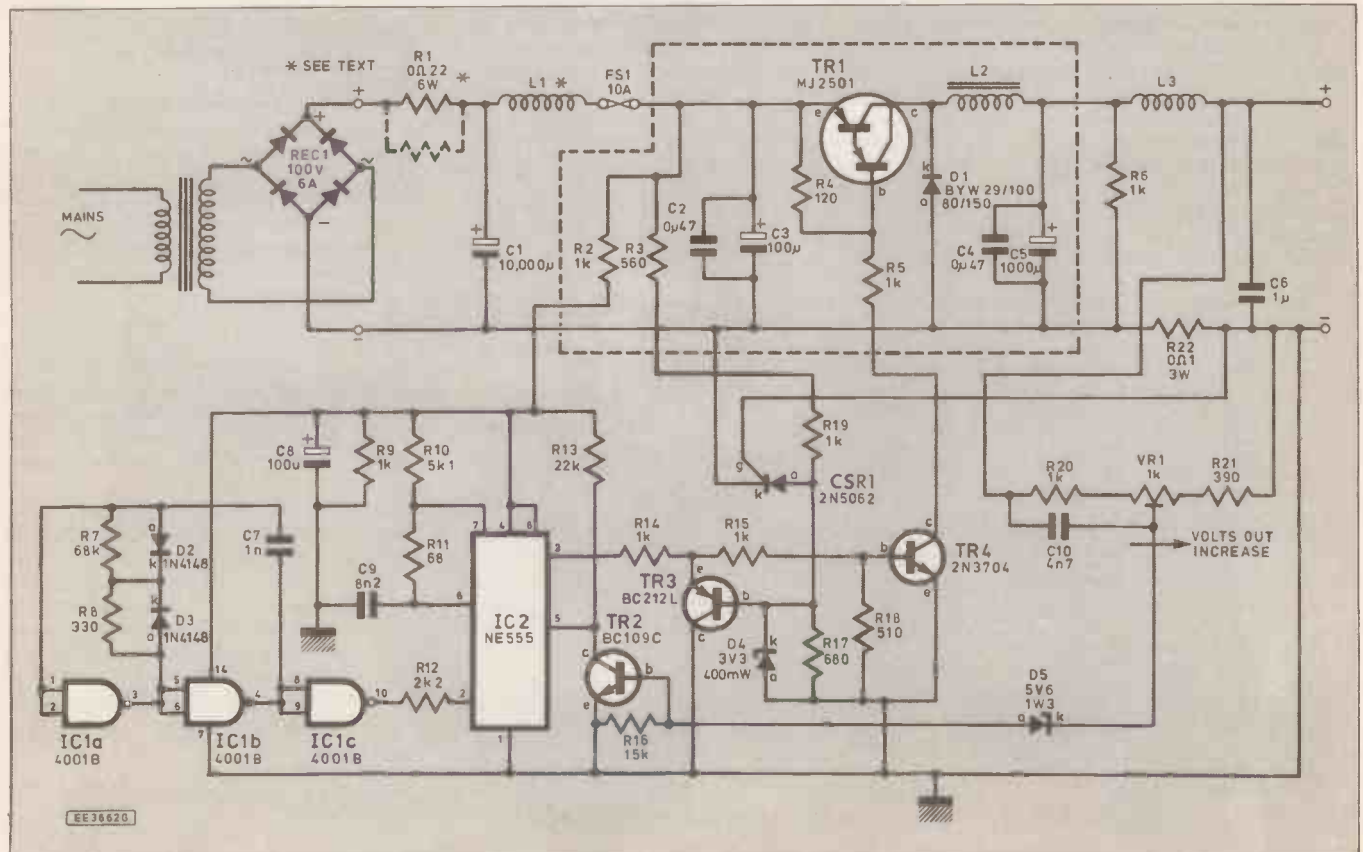 * SEE TEXT
R1
0Ω22
6W
*
L1*
FS1
10A
TR1
MJ2501
L2
L3
+
+
e
c
b
REC1
100V
6A
~
~
-
MAINS
~
+
C1
10,000µ
-
R2
1k
R3
560
C2
0µ47
+
C3
100µ
R4
120
R5
1k
k
D1
BYW 29/100
80/150
a
C4
0µ47
+
C5
1000µ
R6
1k
C6
1µ
-
R22
0Ω1
3W
+
C8
100u
R9
1k
R10
5k1
R13
22k
R19
1k
g
a
k
CSR1
2N5062
R20
1k
VR1
1k
R21
390
C10
4n7
VOLTS OUT
INCREASE
R7
68k
a
D2
k
1N4148
C7
1n
R8
330
k
D3
a
1N4148
C9
8n2
R11
68
7
4
8
IC2
NE555
3
6
5
2
1
R14
1k
R15
1k
TR3
BC212L
e
b
c
TR4
2N3704
c
b
e
TR2
BC109C
c
b
e
D4
3V3
400mW
k
a
R17
680
R18
510
R16
15k
D5
5V6
1W3
a
k
R12
2k2
1
2
3
5
6
14
4
7
8
9
10
IC1a
4001B
IC1b
4001B
IC1c
4001B
EE3662G